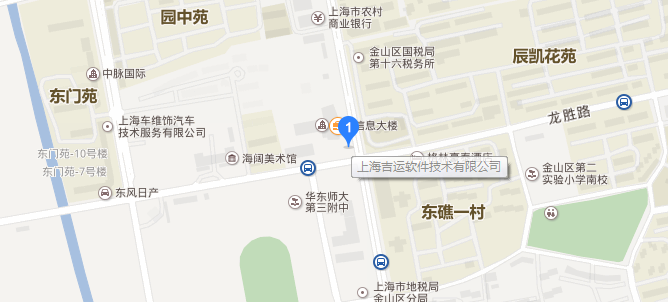 园中苑
上海市农村
商业银行
金山区国税局
第十六税务所
辰凯花苑
中脉国际
东门苑
上海车维饰汽车
技术服务有限公司
信息大楼
龙胜路
1
东门苑-10号楼
东门苑-7号楼
海阔美术馆
格林豪泰酒店
上海吉运软件技术有限公司
金山区第二
实验小学南校
东风日产
华东师大
第三附中
东礁一村
上海市地税局
金山区分局